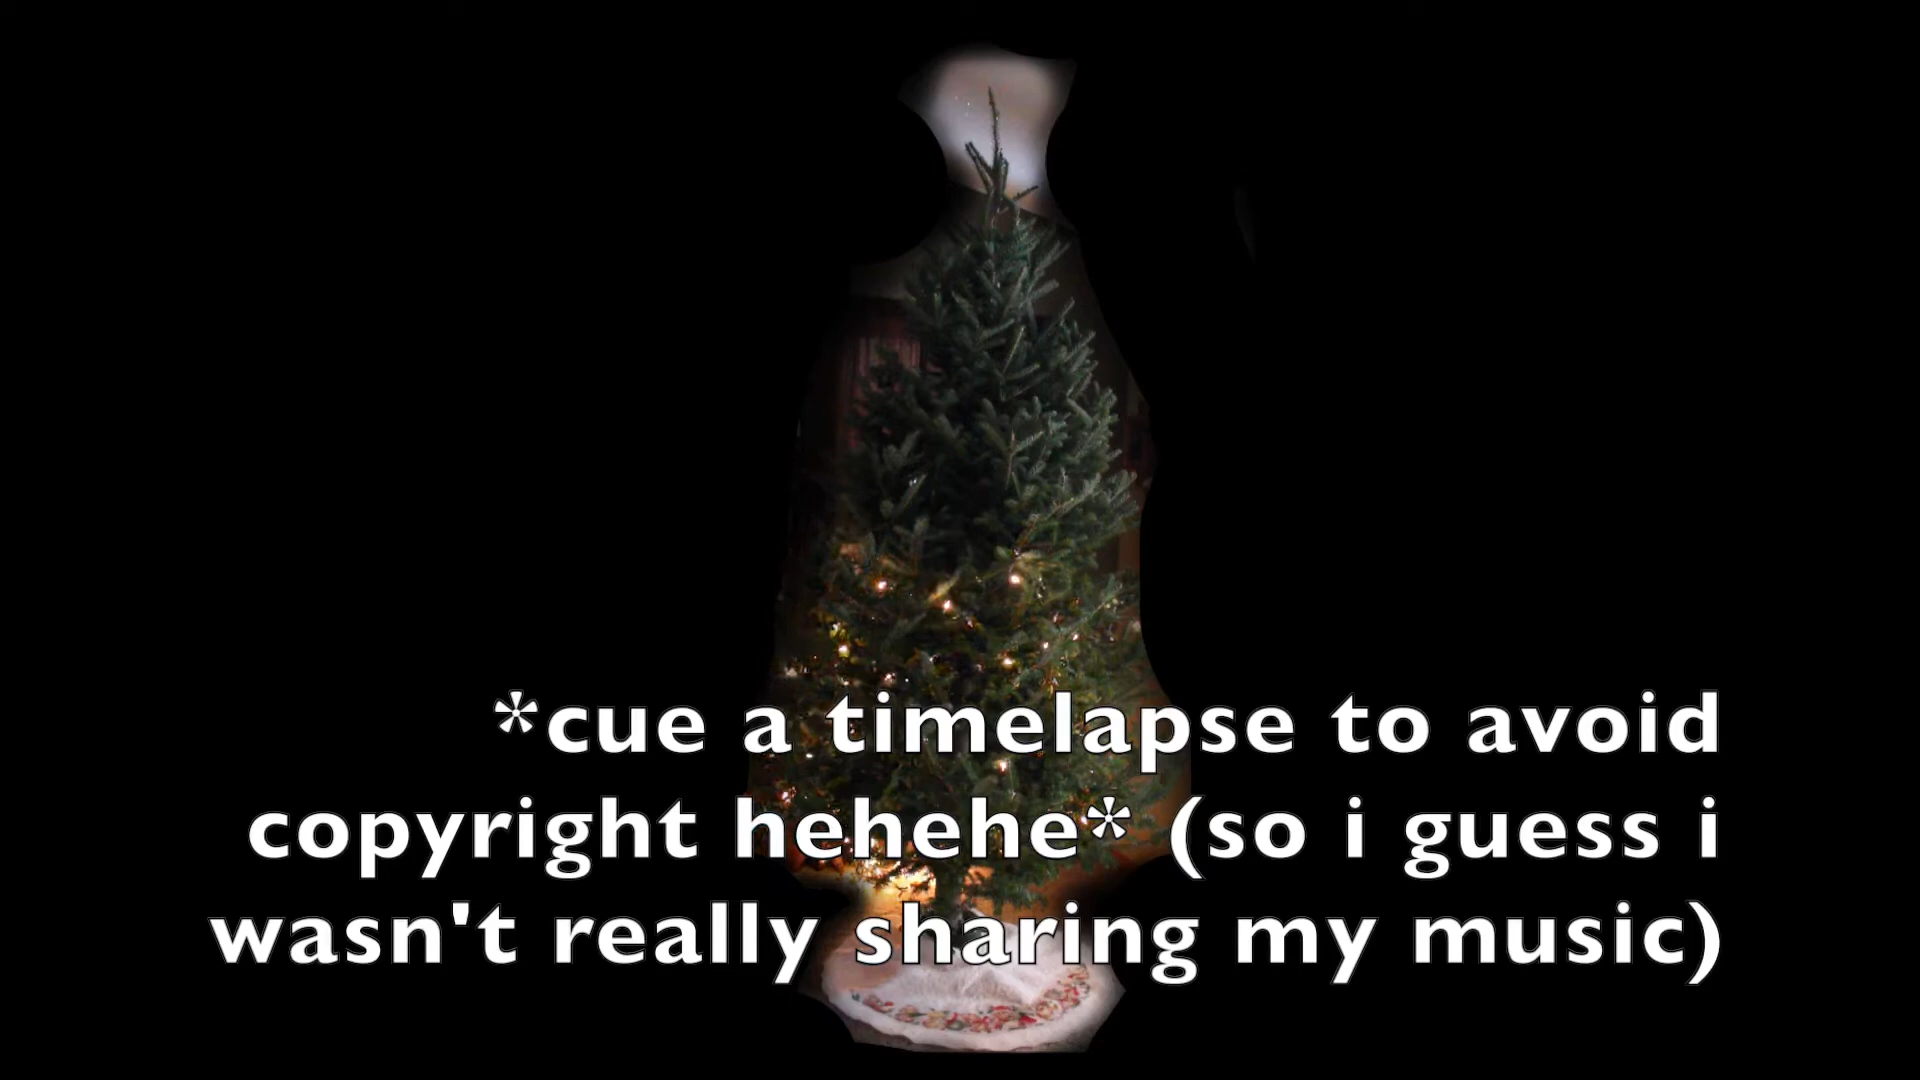 *cue a timelapse to avoid
copyright hehehe* (so i guess i
wasn't really sharing my music)